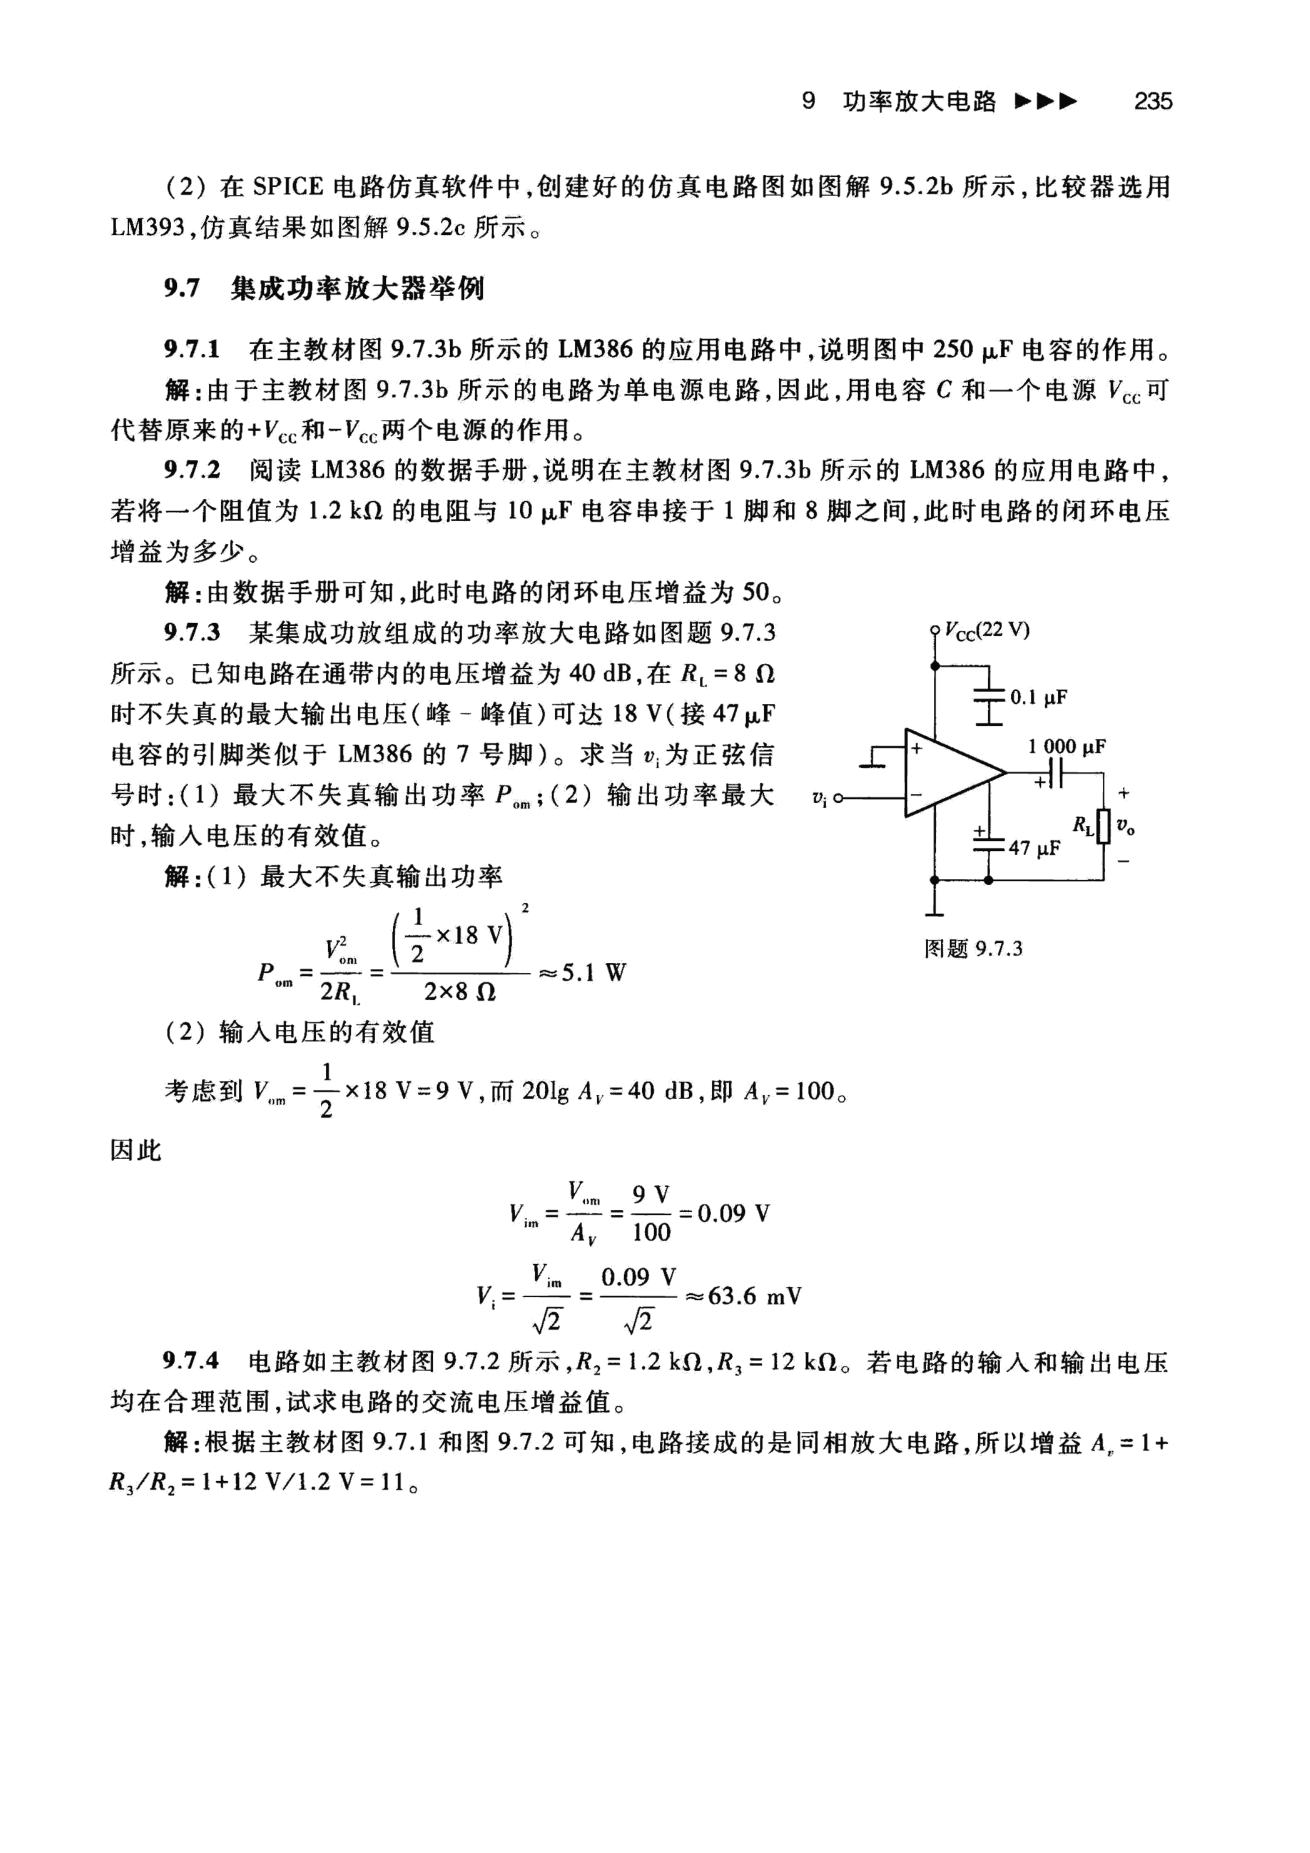 9 功率放大电路 ▶▶▶ 235
(2) 在 SPICE 电路仿真软件中,创建好的仿真电路图如图解 9.5.2b 所示,比较器选用
LM393,仿真结果如图解 9.5.2c 所示。
9.7 集成功率放大器举例
9.7.1 在主教材图 9.7.3b 所示的 LM386 的应用电路中,说明图中 250 μF 电容的作用。
解:由于主教材图 9.7.3b 所示的电路为单电源电路,因此,用电容 C 和一个电源 V_CC 可
代替原来的+V_CC和-V_CC两个电源的作用。
9.7.2 阅读 LM386 的数据手册,说明在主教材图 9.7.3b 所示的 LM386 的应用电路中,
若将一个阻值为 1.2 kΩ 的电阻与 10 μF 电容串接于 1 脚和 8 脚之间,此时电路的闭环电压
增益为多少。
解:由数据手册可知,此时电路的闭环电压增益为 50。
9.7.3 某集成功放组成的功率放大电路如图题 9.7.3
所示。已知电路在通带内的电压增益为 40 dB,在 R_L = 8 Ω
时不失真的最大输出电压(峰-峰值)可达 18 V(接 47 μF
电容的引脚类似于 LM386 的 7 号脚)。求当 v_i 为正弦信
号时:(1) 最大不失真输出功率 P_om;(2) 输出功率最大
时,输入电压的有效值。
解:(1) 最大不失真输出功率
P_om = V_om^2/(2R_L) = (1/2×18 V)^2/(2×8 Ω) ≈ 5.1 W
(2) 输入电压的有效值
考虑到 V_om = 1/2×18 V = 9 V,而 20lg A_V = 40 dB,即 A_V = 100。
因此
V_im = V_om/A_V = 9 V/100 = 0.09 V
V_i = V_im/√2 = 0.09 V/√2 ≈ 63.6 mV
V_CC(22 V)
0.1 μF
+
1 000 μF
+
v_i
−
+
47 μF
R_L
+
v_o
−
图题 9.7.3
9.7.4 电路如主教材图 9.7.2 所示,R_2 = 1.2 kΩ,R_3 = 12 kΩ。若电路的输入和输出电压
均在合理范围,试求电路的交流电压增益值。
解:根据主教材图 9.7.1 和图 9.7.2 可知,电路接成的是同相放大电路,所以增益 A_v = 1+
R_3/R_2 = 1+12 V/1.2 V = 11。